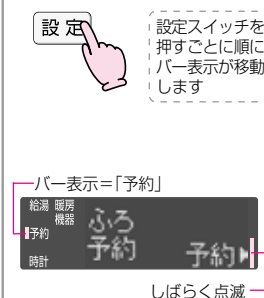 設定
設定スイッチを
押すごとに順に
バー表示が移動
します
バー表示＝「予約」
給湯 暖房
機器
予約
時計
ふろ
予約
予約
しばらく点滅